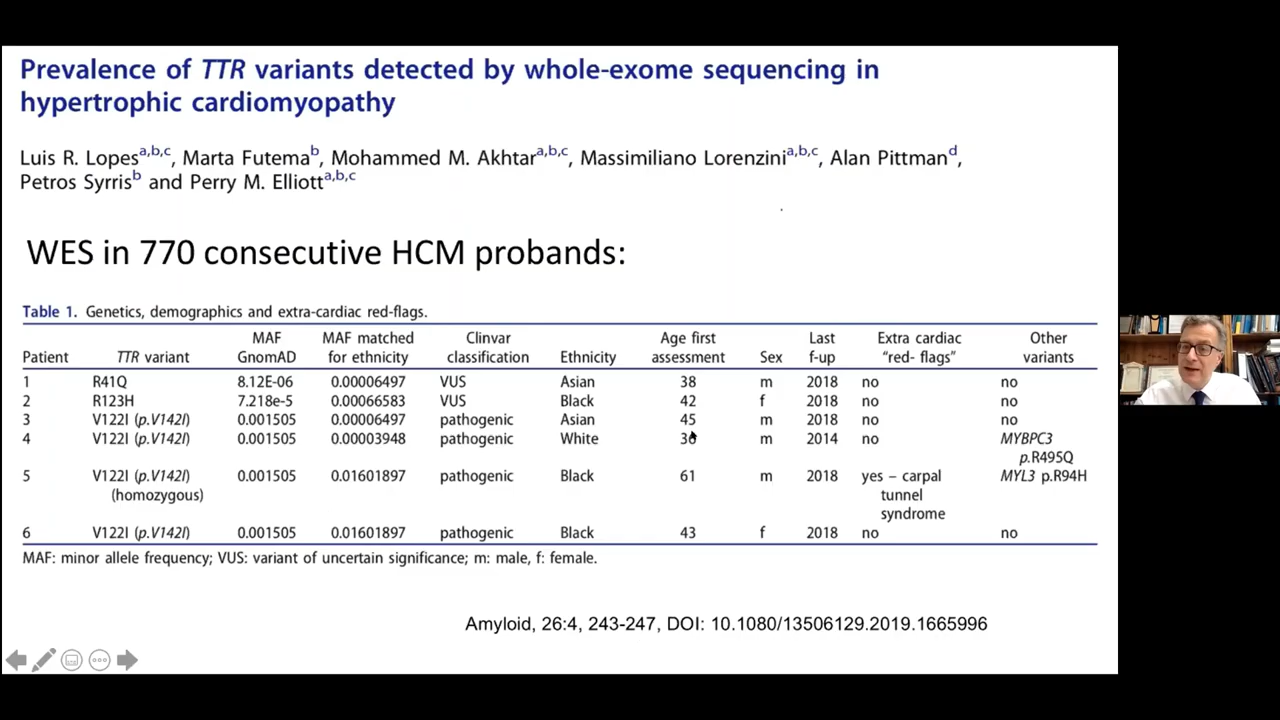 Prevalence of TTR variants detected by whole-exome sequencing in
hypertrophic cardiomyopathy
Luis R. Lopesa,b,c, Marta Futemab, Mohammed M. Akhtara,b,c, Massimiliano Lorenzinia,b,c, Alan Pittmand,
Petros Syrrisb and Perry M. Elliotta,b,c
WES in 770 consecutive HCM probands:
Table 1. Genetics, demographics and extra-cardiac red-flags.
MAF MAF matched Clinvar Age first Last Extra cardiac Other
Patient TTR variant GnomAD for ethnicity classification Ethnicity assessment Sex f-up "red- flags" variants
1 R41Q 8.12E-06 0.00006497 VUS Asian 38 m 2018 no no
2 R123H 7.218e-5 0.00066583 VUS Black 42 f 2018 no no
3 V122I (p.V142I) 0.001505 0.00006497 pathogenic Asian 45 m 2018 no no
4 V122I (p.V142I) 0.001505 0.00003948 pathogenic White m 2014 no MYBPC3
p.R495Q
5 V122I (p.V142I) 0.001505 0.01601897 pathogenic Black 61 m 2018 yes – carpal MYL3 p.R94H
(homozygous) tunnel
syndrome
6 V122I (p.V142I) 0.001505 0.01601897 pathogenic Black 43 f 2018 no no
MAF: minor allele frequency; VUS: variant of uncertain significance; m: male, f: female.
Amyloid, 26:4, 243-247, DOI: 10.1080/13506129.2019.1665996